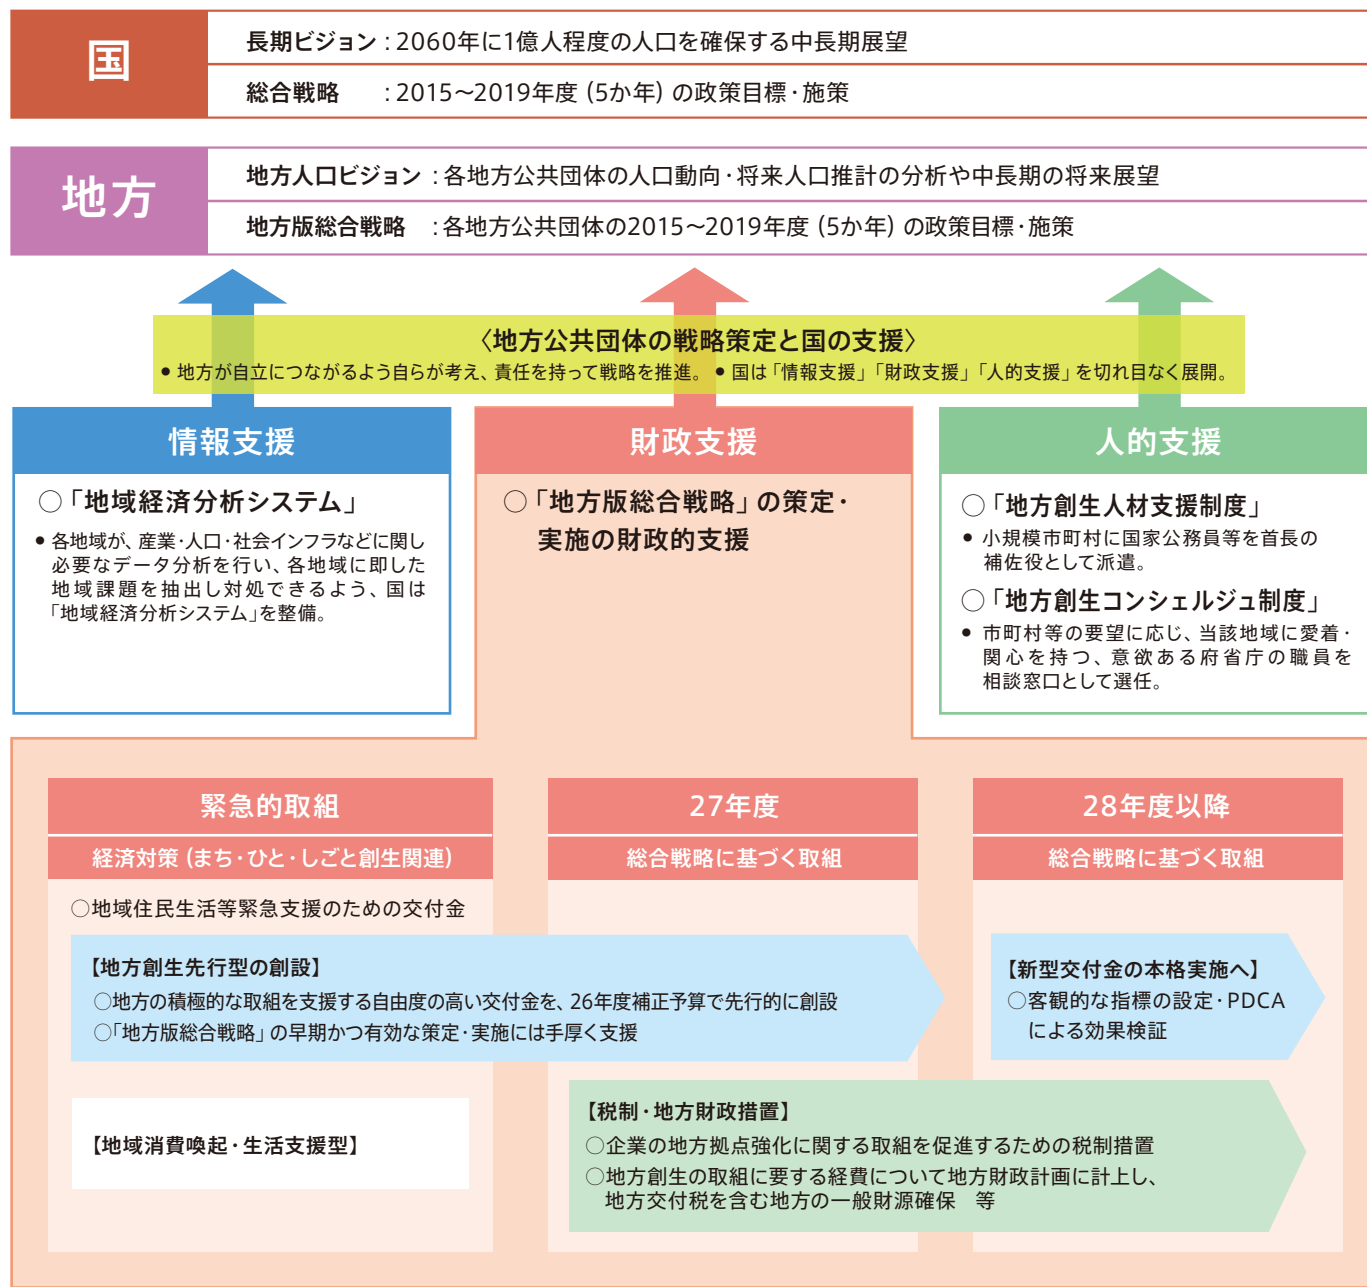 国
長期ビジョン：2060年に1億人程度の人口を確保する中長期展望
総合戦略　：2015～2019年度（5か年）の政策目標・施策
地方
地方人口ビジョン：各地方公共団体の人口動向・将来人口推計の分析や中長期の将来展望
地方版総合戦略　：各地方公共団体の2015～2019年度（5か年）の政策目標・施策
〈地方公共団体の戦略策定と国の支援〉
● 地方が自立につながるよう自らが考え、責任を持って戦略を推進。 ● 国は「情報支援」「財政支援」「人的支援」を切れ目なく展開。
情報支援
○「地域経済分析システム」
● 各地域が、産業・人口・社会インフラなどに関し
必要なデータ分析を行い、各地域に即した
地域課題を抽出し対処できるよう、国は
「地域経済分析システム」を整備。
財政支援
○「地方版総合戦略」の策定・
実施の財政的支援
人的支援
○「地方創生人材支援制度」
● 小規模市町村に国家公務員等を首長の
補佐役として派遣。
○「地方創生コンシェルジュ制度」
● 市町村等の要望に応じ、当該地域に愛着・
関心を持つ、意欲ある府省庁の職員を
相談窓口として選任。
緊急的取組
経済対策（まち・ひと・しごと創生関連）
○地域住民生活等緊急支援のための交付金
27年度
総合戦略に基づく取組
28年度以降
総合戦略に基づく取組
【地方創生先行型の創設】
○地方の積極的な取組を支援する自由度の高い交付金を、26年度補正予算で先行的に創設
○「地方版総合戦略」の早期かつ有効な策定・実施には手厚く支援
【新型交付金の本格実施へ】
○客観的な指標の設定・PDCA
による効果検証
【地域消費喚起・生活支援型】
【税制・地方財政措置】
○企業の地方拠点強化に関する取組を促進するための税制措置
○地方創生の取組に要する経費について地方財政計画に計上し、
地方交付税を含む地方の一般財源確保　等